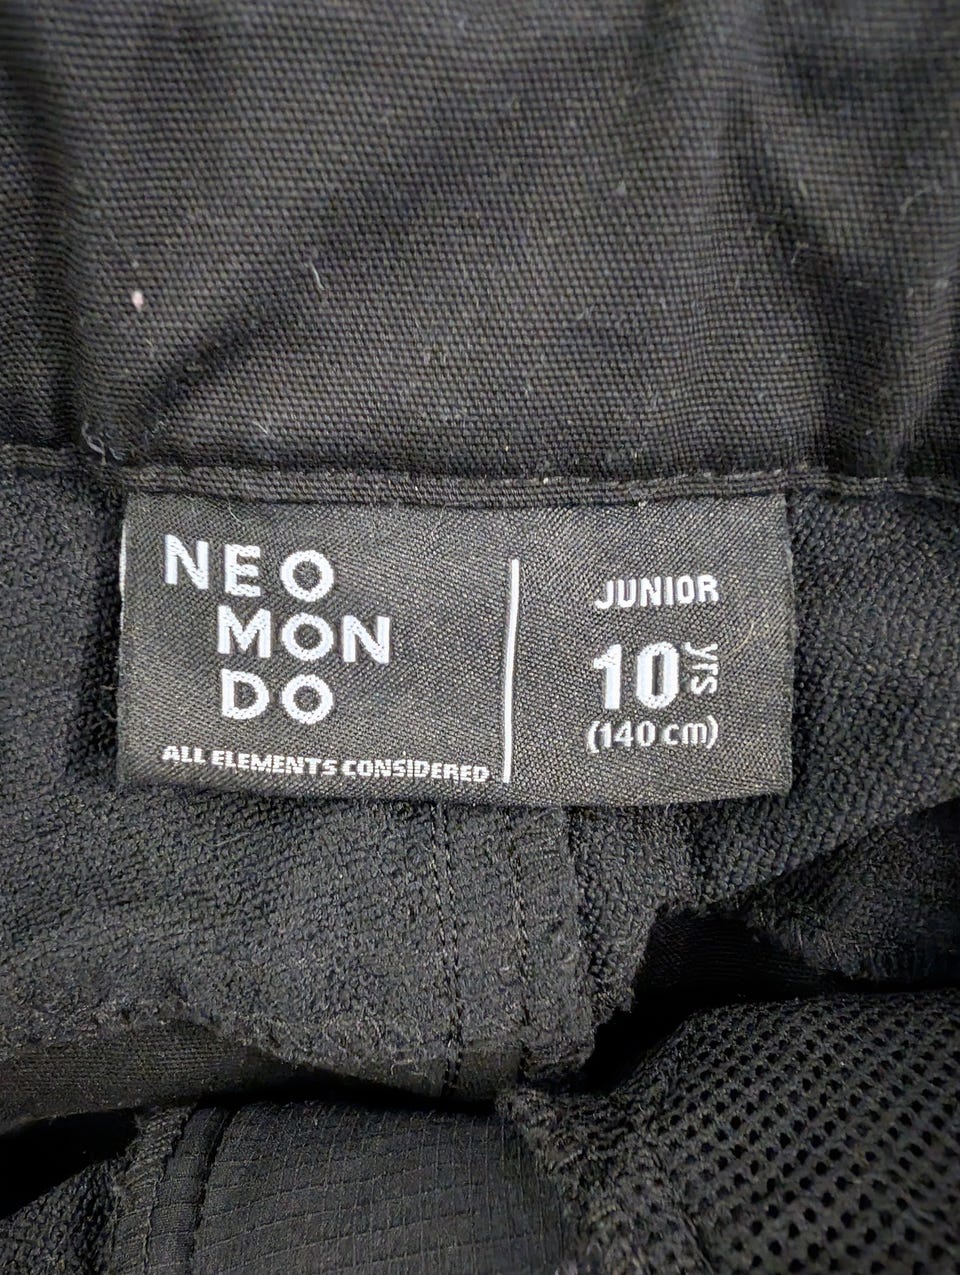 NEO
MON
DO
ALL ELEMENTS CONSIDERED
JUNIOR
10 yrs
(140 cm)